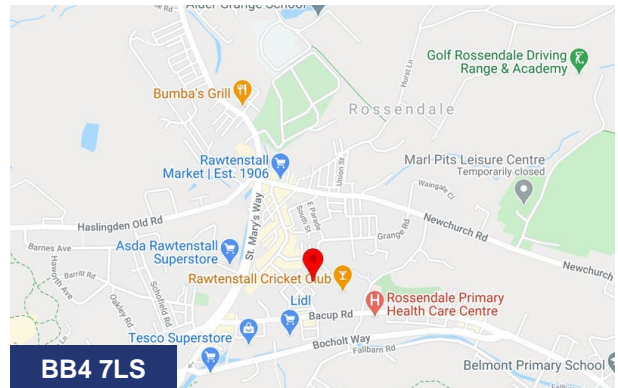 Alder Grange School
Golf Rossendale Driving
Range & Academy
Bumba's Grill
Hurst Ln
Rossendale
Rawtenstall
Market | Est. 1906
Union St
Marl Pits Leisure Centre
Temporarily closed
Waingate Cl
St. Mary's Way
South St
E Parade
Newchurch Rd
Haslingden Old Rd
Grange Rd
Barnes Ave
Asda Rawtenstall
Superstore
Newchurch
Barritt Rd
Haworth Ave
Schofield Rd
Oakley Rd
Rawtenstall Cricket Club
Lidl
Rossendale Primary
Health Care Centre
Bacup Rd
Tesco Superstore
Bocholt Way
Fallbarn Rd
BB4 7LS
Belmont Primary School